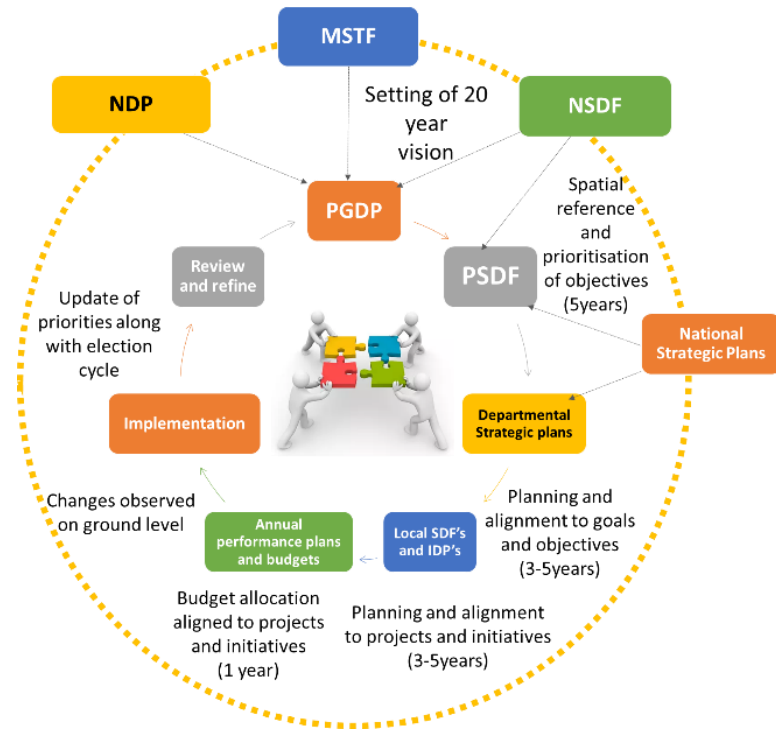 MSTF
NDP
NSDF
Setting of 20
year
vision
PGDP
Spatial
reference
and
prioritisation
of objectives
(5years)
PSDF
Review
and refine
Update of
priorities along
with election
cycle
National
Strategic Plans
Implementation
Departmental
Strategic plans
Changes observed
on ground level
Annual
performance plans
and budgets
Local SDF's
and IDP's
Planning and
alignment to goals
and objectives
(3-5years)
Budget allocation
aligned to projects
and initiatives
(1 year)
Planning and alignment
to projects and initiatives
(3-5years)